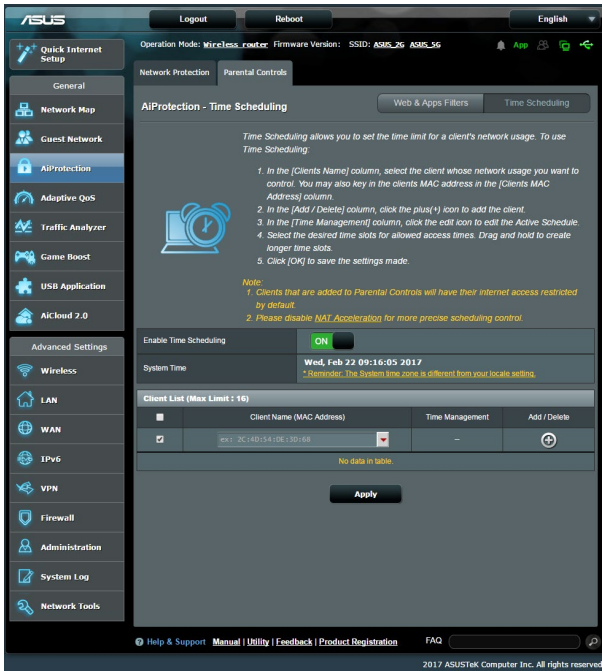 ASUS
Logout
Reboot
English
Quick Internet
Setup
Operation Mode: Wireless router Firmware Version: SSID: ASUS_2G ASUS_5G
App
General
Network Map
Guest Network
AiProtection
Adaptive QoS
Traffic Analyzer
Game Boost
USB Application
AiCloud 2.0
Advanced Settings
Wireless
LAN
WAN
IPv6
VPN
Firewall
Administration
System Log
Network Tools
Network Protection
Parental Controls
AiProtection - Time Scheduling
Web & Apps Filters
Time Scheduling
Time Scheduling allows you to set the time limit for a client's network usage. To use
Time Scheduling:
1. In the [Clients Name] column, select the client whose network usage you want to
control. You may also key in the clients MAC address in the [Clients MAC
Address] column.
2. In the [Add / Delete] column, click the plus(+) icon to add the client.
3. In the [Time Management] column, click the edit icon to edit the Active Schedule.
4. Select the desired time slots for allowed access times. Drag and hold to create
longer time slots.
5. Click [OK] to save the settings made.
Note:
1. Clients that are added to Parental Controls will have their internet access restricted
by default.
2. Please disable NAT Acceleration for more precise scheduling control.
Enable Time Scheduling
ON
System Time
Wed, Feb 22 09:16:05 2017
* Reminder: The System time zone is different from your locale setting.
Client List (Max Limit : 16)
Client Name (MAC Address)
Time Management
Add / Delete
ex: 2C:4D:54:0E:3D:68
--
No data in table.
Apply
Help & Support Manual | Utility | Feedback | Product Registration
FAQ
2017 ASUSTeK Computer Inc. All rights reserved